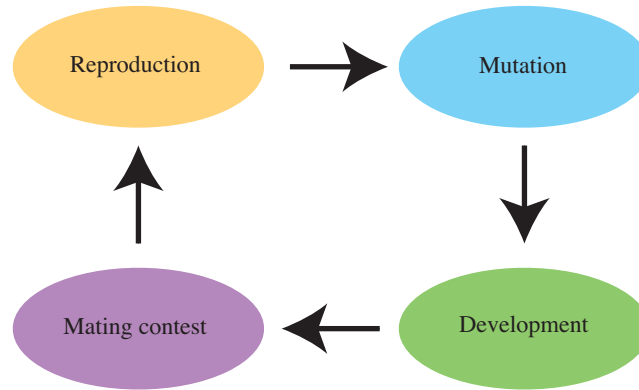 Reproduction
Mutation
Mating contest
Development